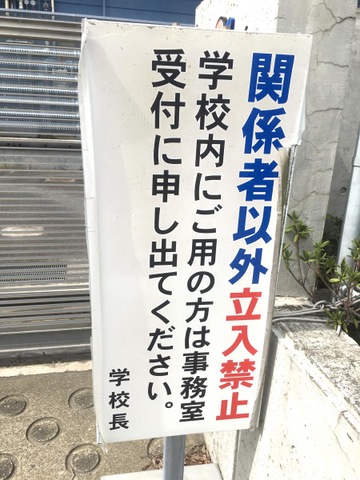 関係者以外立入禁止
学校内にご用の方は事務室
受付に申し出てください。
学校長